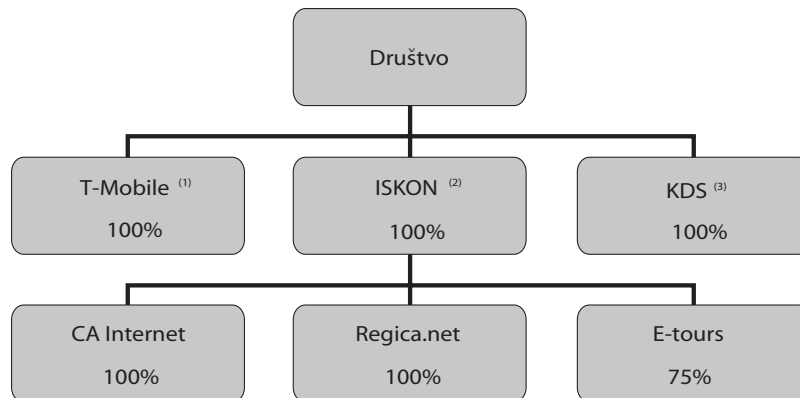 Društvo
T-Mobile (1)
100%
ISKON (2)
100%
KDS (3)
100%
CA Internet
100%
Regica.net
100%
E-tours
75%